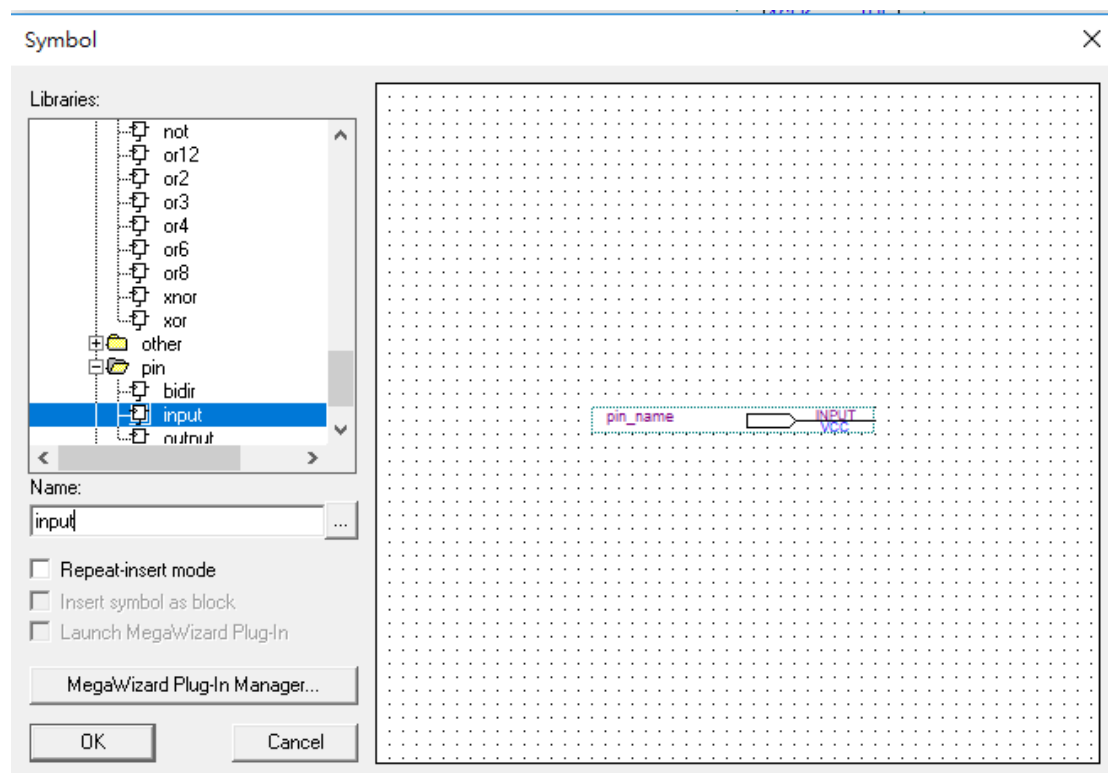 Symbol
Libraries:
not
or12
or2
or3
or4
or6
or8
xnor
xor
other
pin
bidir
input
output
Name:
input
...
Repeat-insert mode
Insert symbol as block
Launch MegaWizard Plug-In
MegaWizard Plug-In Manager...
OK
Cancel
pin_name
INPUT
VCC